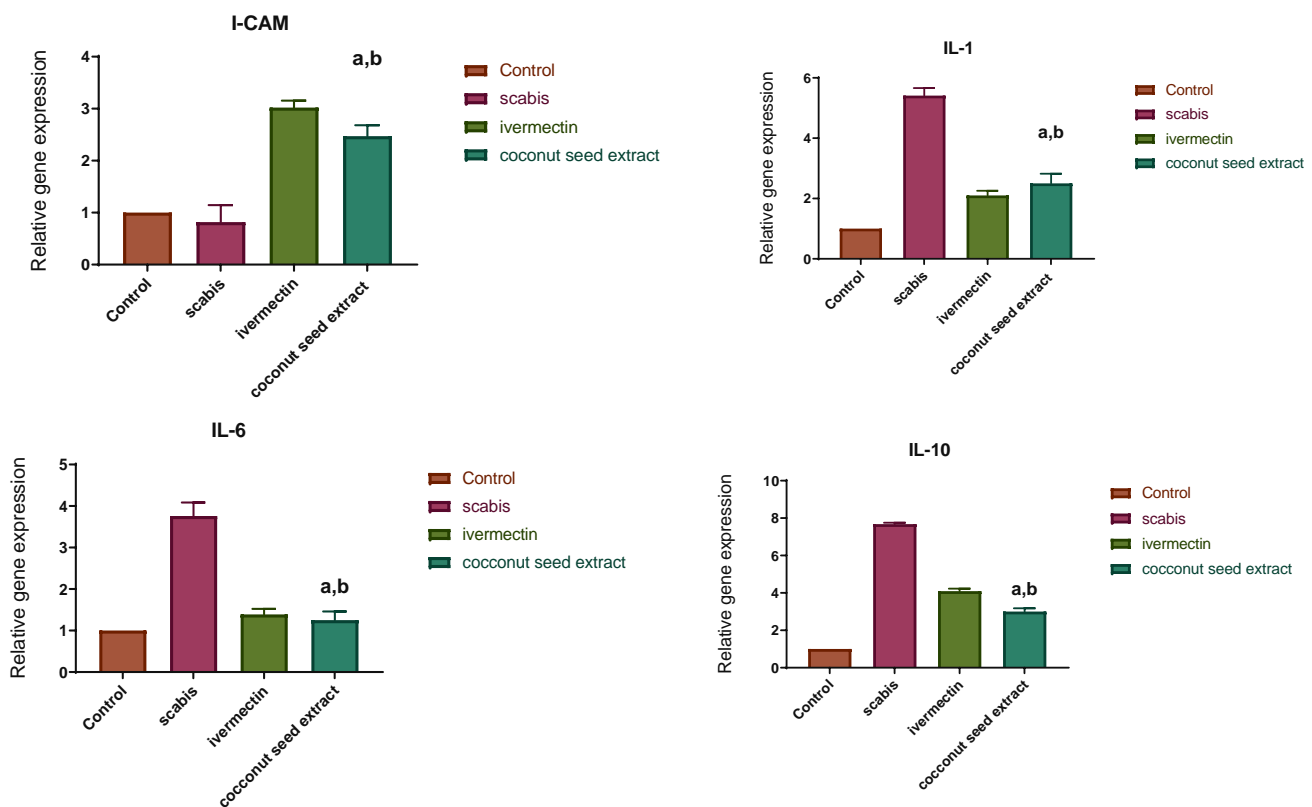 I-CAM
Relative gene expression
4
3
2
1
0
a,b
Control
scabis
ivermectin
coconut seed extract
Control
scabis
ivermectin
coconut seed extract
IL-1
Relative gene expression
6
4
2
0
a,b
Control
scabis
ivermectin
coconut seed extract
Control
scabis
ivermectin
coconut seed extract
IL-6
Relative gene expression
5
4
3
2
1
0
a,b
Control
scabis
ivermectin
cocconut seed extract
Control
scabis
ivermectin
cocconut seed extract
IL-10
Relative gene expression
10
8
6
4
2
0
a,b
Control
scabis
ivermectin
cocconut seed extract
Control
scabis
ivermectin
cocconut seed extract